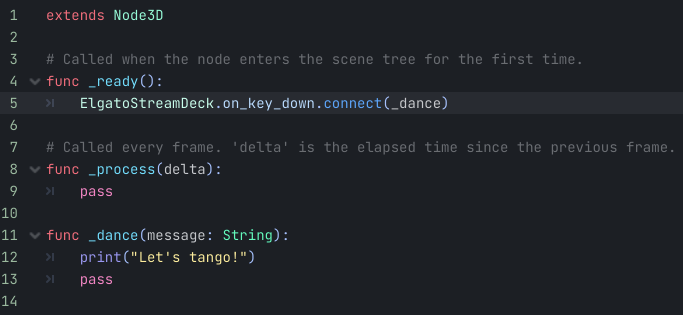 1 extends Node3D
2
3 # Called when the node enters the scene tree for the first time.
4 func _ready():
5 ElgatoStreamDeck.on_key_down.connect(_dance)
6
7 # Called every frame. 'delta' is the elapsed time since the previous frame.
8 func _process(delta):
9 pass
10
11 func _dance(message: String):
12 print("Let's tango!")
13 pass
14